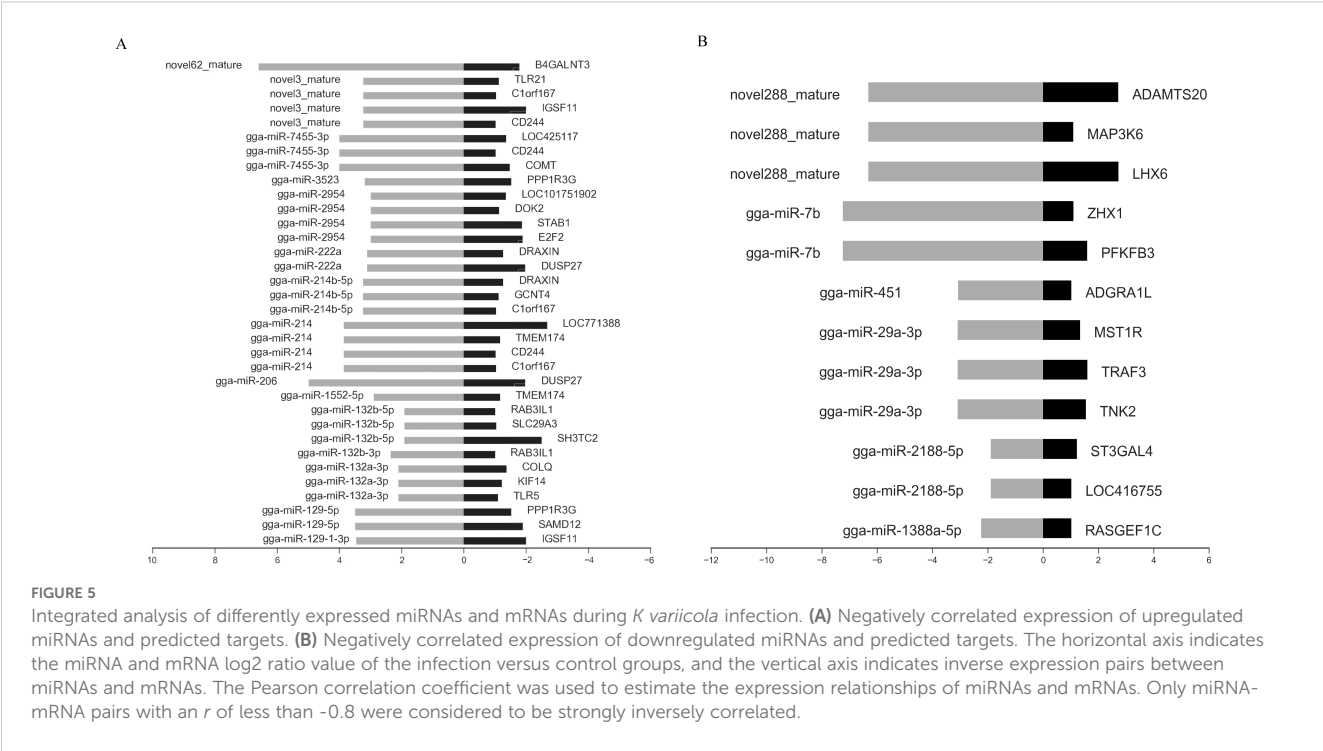 A
novel62_mature B4GALNT3
novel3_mature TLR21
novel3_mature C1orf167
novel3_mature IGSF11
novel3_mature CD244
gga-miR-7455-3p LOC425117
gga-miR-7455-3p CD244
gga-miR-7455-3p COMT
gga-miR-3523 PPP1R3G
gga-miR-2954 LOC101751902
gga-miR-2954 DOK2
gga-miR-2954 STAB1
gga-miR-2954 E2F2
gga-miR-222a DRAXIN
gga-miR-222a DUSP27
gga-miR-214b-5p DRAXIN
gga-miR-214b-5p GCNT4
gga-miR-214b-5p C1orf167
gga-miR-214 LOC771388
gga-miR-214 TMEM174
gga-miR-214 CD244
gga-miR-214 C1orf167
gga-miR-206 DUSP27
gga-miR-1552-5p TMEM174
gga-miR-132b-5p RAB3IL1
gga-miR-132b-5p SLC29A3
gga-miR-132b-5p SH3TC2
gga-miR-132b-3p RAB3IL1
gga-miR-132a-3p COLQ
gga-miR-132a-3p KIF14
gga-miR-132a-3p TLR5
gga-miR-129-5p PPP1R3G
gga-miR-129-5p SAMD12
gga-miR-129-1-3p IGSF11
10 8 6 4 2 0 −2 −4 −6
B
novel288_mature ADAMTS20
novel288_mature MAP3K6
novel288_mature LHX6
gga-miR-7b ZHX1
gga-miR-7b PFKFB3
gga-miR-451 ADGRA1L
gga-miR-29a-3p MST1R
gga-miR-29a-3p TRAF3
gga-miR-29a-3p TNK2
gga-miR-2188-5p ST3GAL4
gga-miR-2188-5p LOC416755
gga-miR-1388a-5p RASGEF1C
−12 −10 −8 −6 −4 −2 0 2 4 6
FIGURE 5
Integrated analysis of differently expressed miRNAs and mRNAs during K variicola infection. (A) Negatively correlated expression of upregulated
miRNAs and predicted targets. (B) Negatively correlated expression of downregulated miRNAs and predicted targets. The horizontal axis indicates
the miRNA and mRNA log2 ratio value of the infection versus control groups, and the vertical axis indicates inverse expression pairs between
miRNAs and mRNAs. The Pearson correlation coefficient was used to estimate the expression relationships of miRNAs and mRNAs. Only miRNA-
mRNA pairs with an r of less than -0.8 were considered to be strongly inversely correlated.